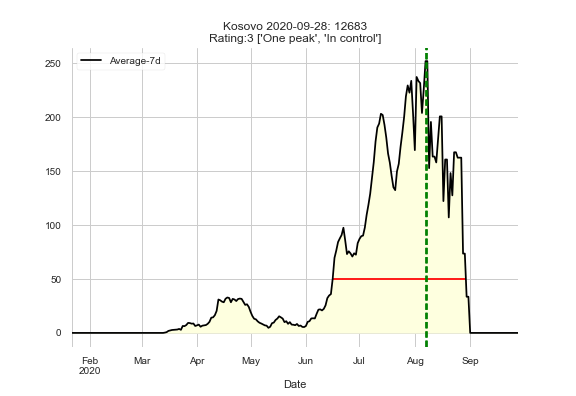 Kosovo 2020-09-28: 12683
Rating:3 ['One peak', 'In control']
Average-7d
250
200
150
100
50
0
Feb Mar Apr May Jun Jul Aug Sep
2020
Date